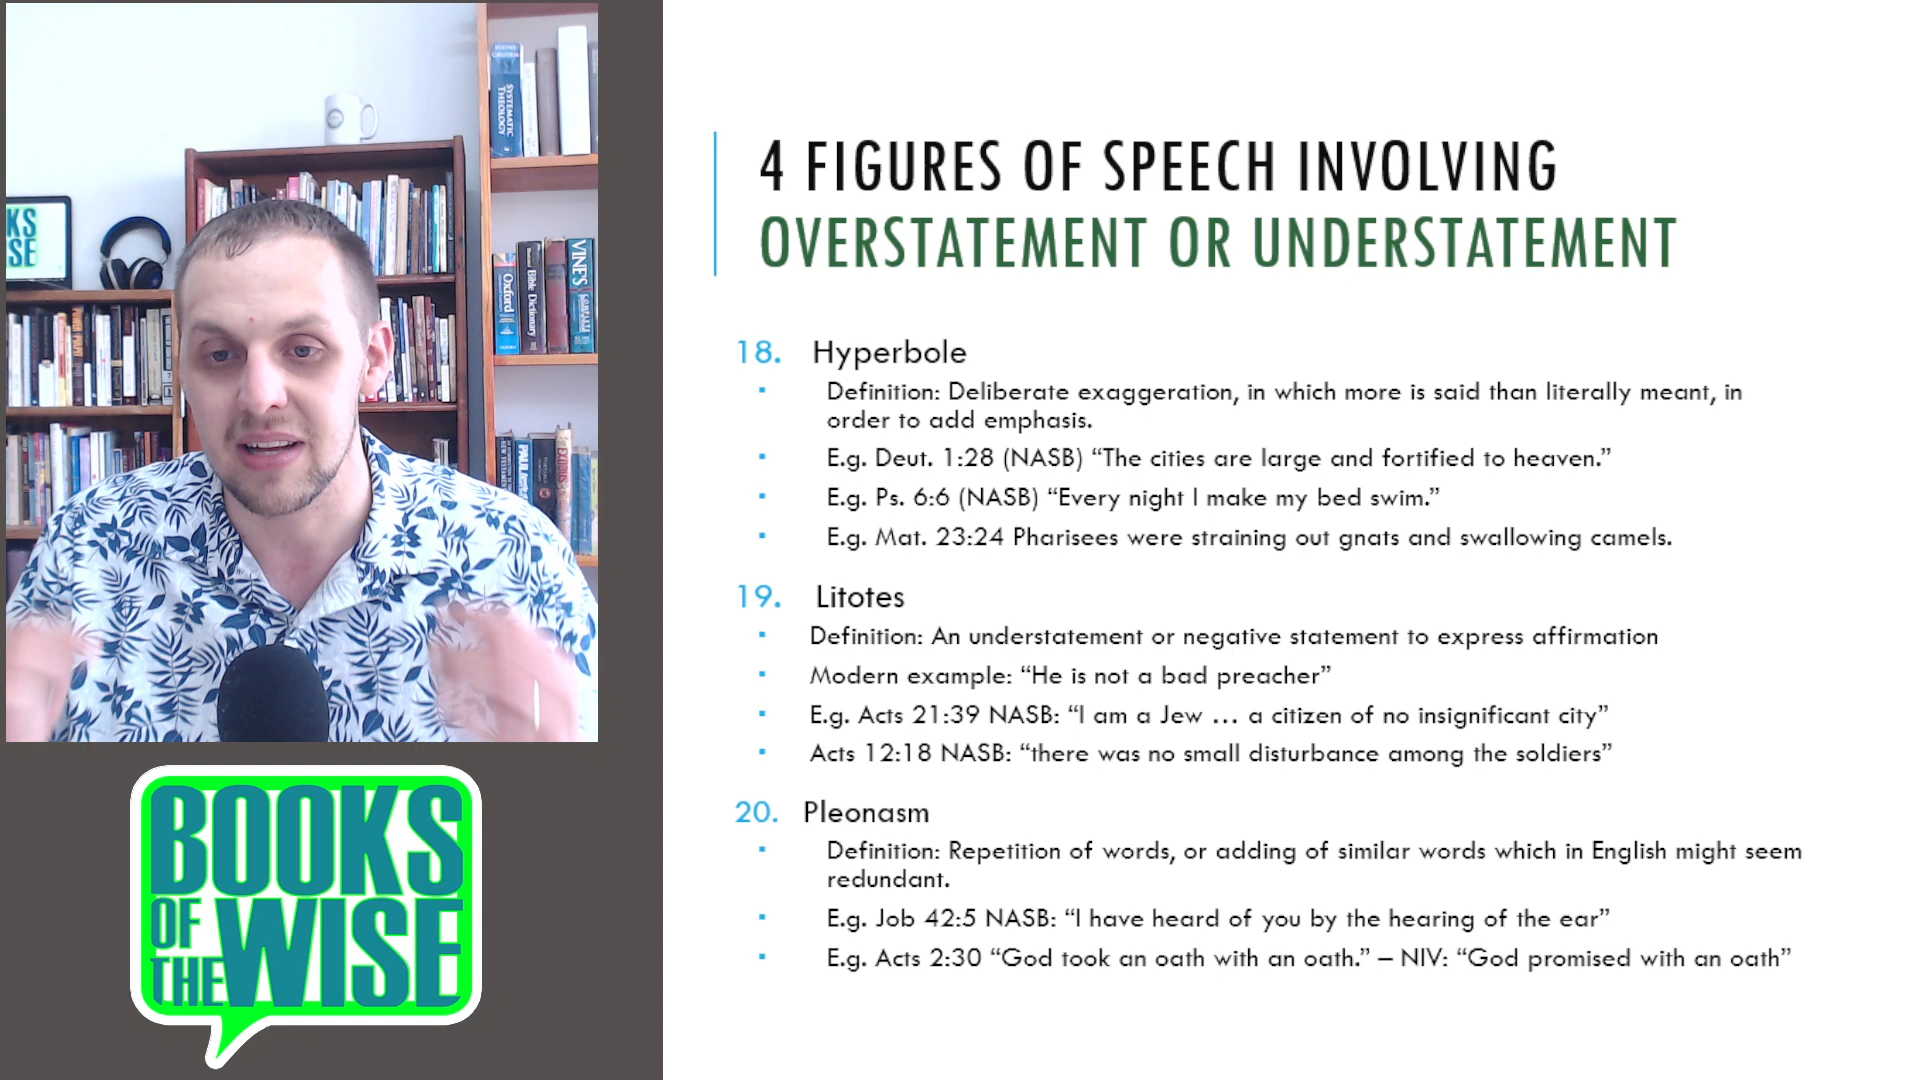 SYSTEMATIC
THEOLOGY
KS
SE
Oxford
Bible Dictionary
VINE'S
PAUL
EXODUS
BOOKS
OF
THE
WISE
4 FIGURES OF SPEECH INVOLVING
OVERSTATEMENT OR UNDERSTATEMENT
18. Hyperbole
▪ Definition: Deliberate exaggeration, in which more is said than literally meant, in
order to add emphasis.
▪ E.g. Deut. 1:28 (NASB) “The cities are large and fortified to heaven.”
▪ E.g. Ps. 6:6 (NASB) “Every night I make my bed swim.”
▪ E.g. Mat. 23:24 Pharisees were straining out gnats and swallowing camels.
19. Litotes
▪ Definition: An understatement or negative statement to express affirmation
▪ Modern example: “He is not a bad preacher”
▪ E.g. Acts 21:39 NASB: “I am a Jew … a citizen of no insignificant city”
▪ Acts 12:18 NASB: “there was no small disturbance among the soldiers”
20. Pleonasm
▪ Definition: Repetition of words, or adding of similar words which in English might seem
redundant.
▪ E.g. Job 42:5 NASB: “I have heard of you by the hearing of the ear”
▪ E.g. Acts 2:30 “God took an oath with an oath.” – NIV: “God promised with an oath”